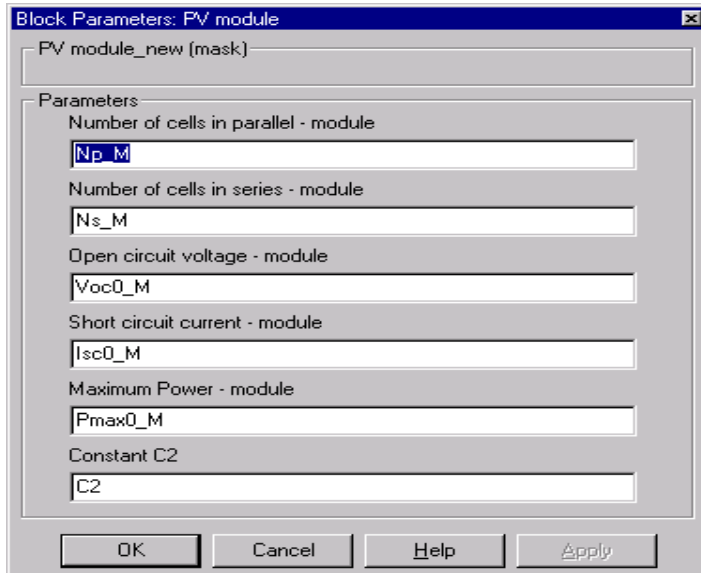 Block Parameters: PV module
PV module_new (mask)
Parameters
Number of cells in parallel - module
Np_M
Number of cells in series - module
Ns_M
Open circuit voltage - module
Voc0_M
Short circuit current - module
Isc0_M
Maximum Power - module
Pmax0_M
Constant C2
C2
OK Cancel Help Apply